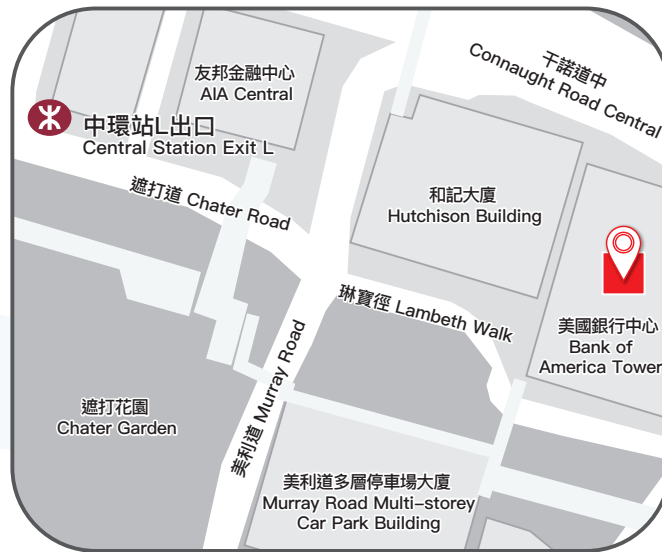 友邦金融中心
AIA Central
干諾道中
Connaught Road Central
中環站L出口
Central Station Exit L
遮打道 Chater Road
和記大廈
Hutchison Building
琳寶徑 Lambeth Walk
美國銀行中心
Bank of
America Tower
美利道 Murray Road
遮打花園
Chater Garden
美利道多層停車場大廈
Murray Road Multi-storey
Car Park Building